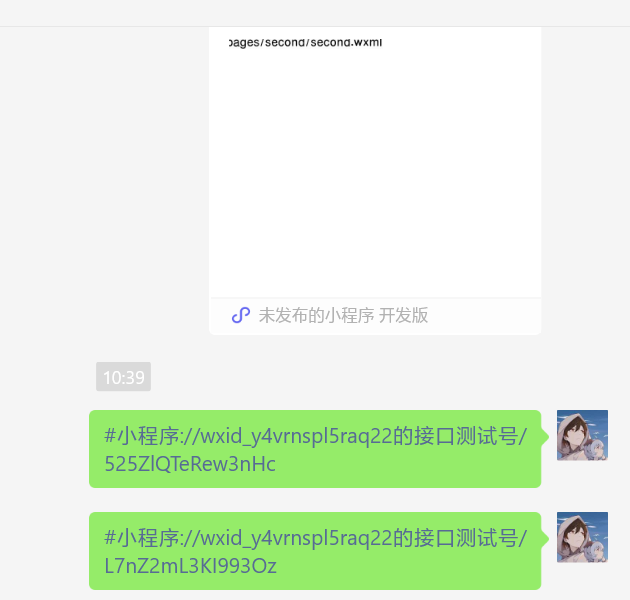 pages/second/second.wxml
未发布的小程序 开发版
10:39
#小程序://wxid_y4vrnspl5raq22的接口测试号/
525ZlQTeRew3nHc
#小程序://wxid_y4vrnspl5raq22的接口测试号/
L7nZ2mL3KI993Oz